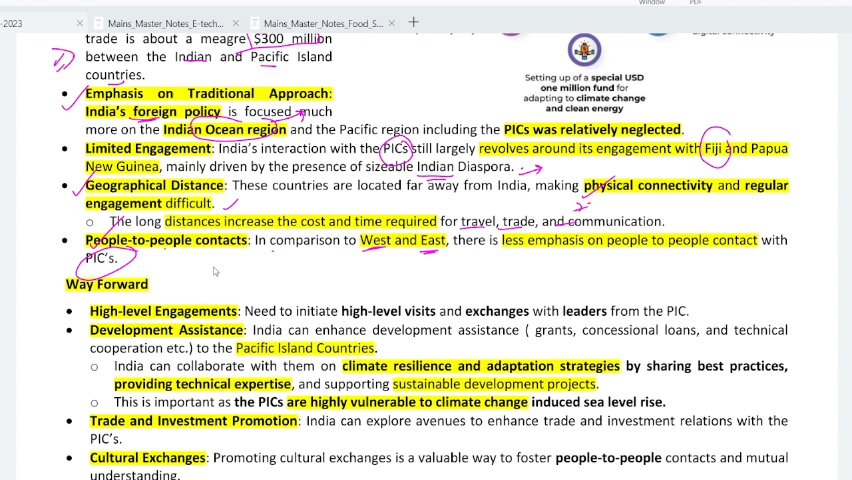 Window
PDF
-2023
Mains_Master_Notes_E-tech...
Mains_Master_Notes_Food_S...
trade is about a meagre $300 million
between the Indian and Pacific Island
countries.
Digital connectivity
Setting up of a special USD
one million fund for
adapting to climate change
and clean energy
• Emphasis on Traditional Approach:
India's foreign policy is focused much
more on the Indian Ocean region and the Pacific region including the PICs was relatively neglected.
• Limited Engagement: India's interaction with the PICs still largely revolves around its engagement with Fiji and Papua
New Guinea, mainly driven by the presence of sizeable Indian Diaspora.
• Geographical Distance: These countries are located far away from India, making physical connectivity and regular
engagement difficult.
o The long distances increase the cost and time required for travel, trade, and communication.
• People-to-people contacts: In comparison to West and East, there is less emphasis on people to people contact with
PIC's.
Way Forward
• High-level Engagements: Need to initiate high-level visits and exchanges with leaders from the PIC.
• Development Assistance: India can enhance development assistance ( grants, concessional loans, and technical
cooperation etc.) to the Pacific Island Countries.
o India can collaborate with them on climate resilience and adaptation strategies by sharing best practices,
providing technical expertise, and supporting sustainable development projects.
o This is important as the PICs are highly vulnerable to climate change induced sea level rise.
• Trade and Investment Promotion: India can explore avenues to enhance trade and investment relations with the
PIC's.
• Cultural Exchanges: Promoting cultural exchanges is a valuable way to foster people-to-people contacts and mutual
understanding.